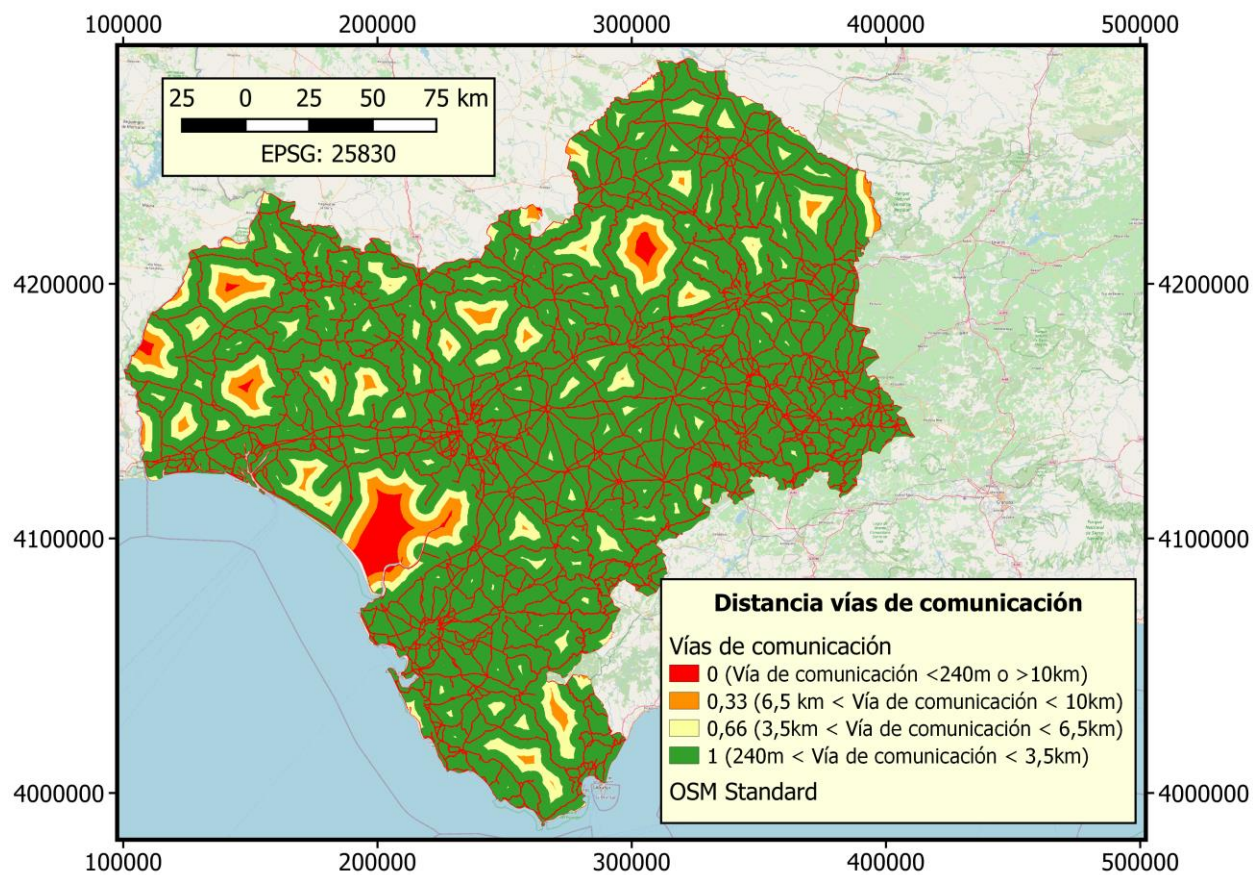 100000 200000 300000 400000 500000
25 0 25 50 75 km
EPSG: 25830
4200000 4200000
4100000 4100000
Distancia vías de comunicación
Vías de comunicación
0 (Vía de comunicación <240m o >10km)
0,33 (6,5 km < Vía de comunicación < 10km)
0,66 (3,5km < Vía de comunicación < 6,5km)
1 (240m < Vía de comunicación < 3,5km)
OSM Standard
4000000 4000000
100000 200000 300000 400000 500000